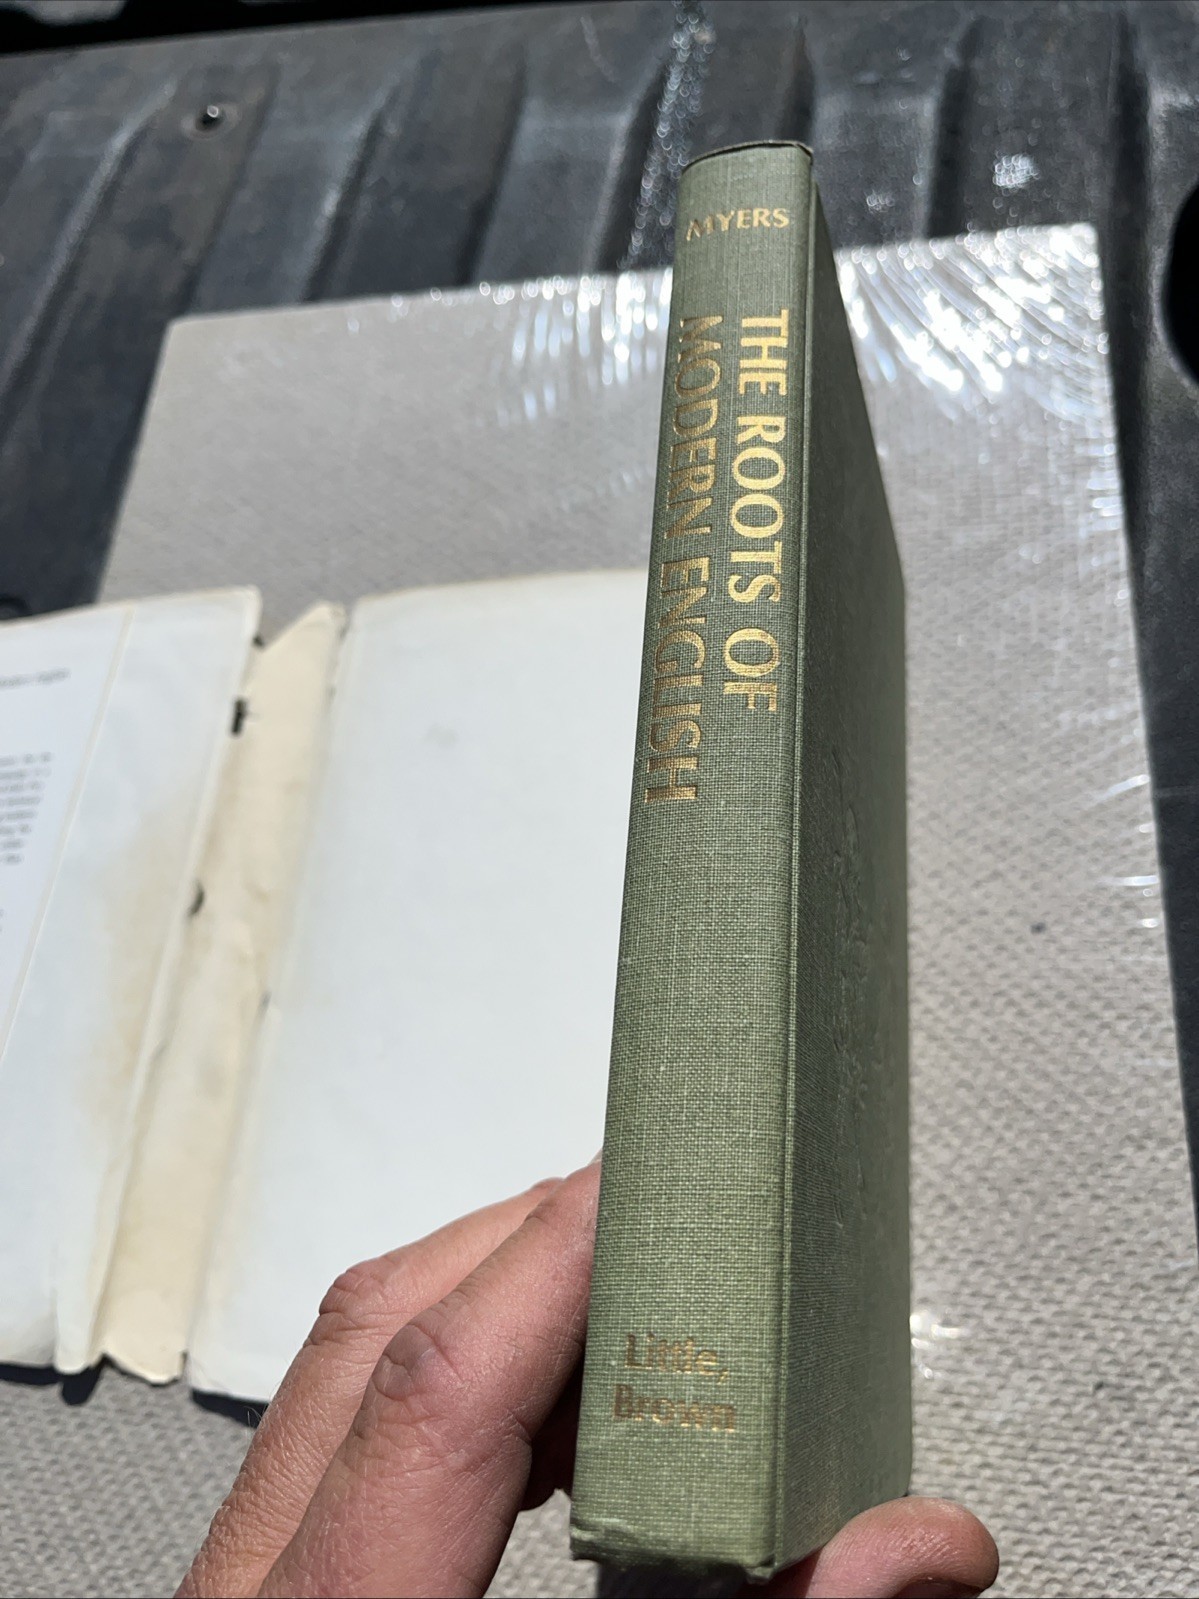 MYERS
THE ROOTS OF
MODERN ENGLISH
Little,
Brown